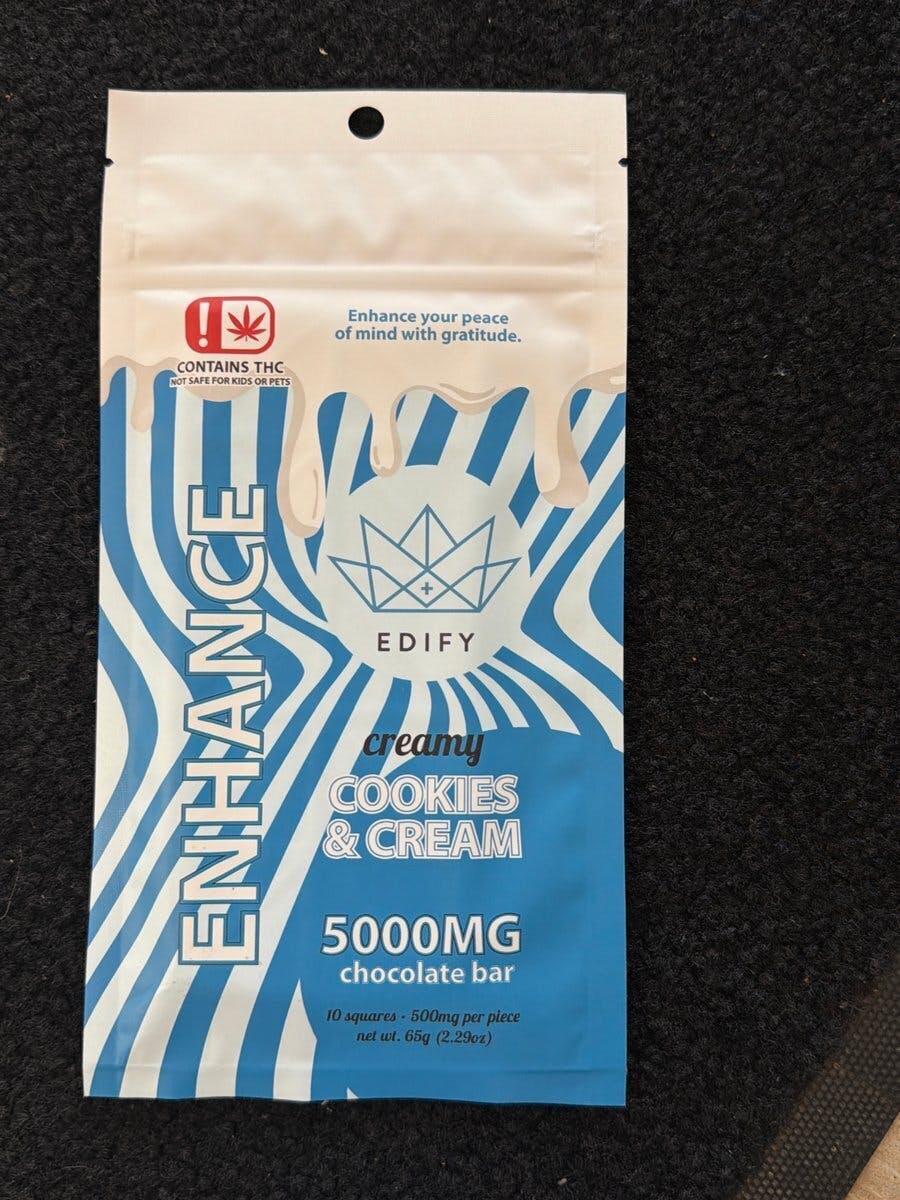 !
CONTAINS THC
NOT SAFE FOR KIDS OR PETS
Enhance your peace
of mind with gratitude.
ENHANCE
EDIFY
creamy
COOKIES
& CREAM
5000MG
chocolate bar
10 squares · 500mg per piece
net wt. 65g (2.29oz)